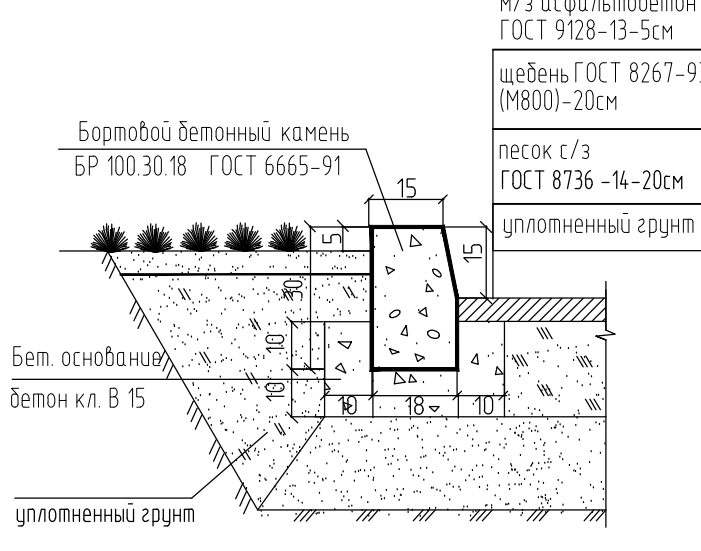 м/з асфальтобетон
ГОСТ 9128-13-5см
щебень ГОСТ 8267-93
(М800)-20см
песок с/з
ГОСТ 8736 -14-20см
уплотненный грунт
Бортовой бетонный камень
БР 100.30.18 ГОСТ 6665-91
15
5
15
30
10
10
Бет. основание
бетон кл. В 15
10
18
10
уплотненный грунт